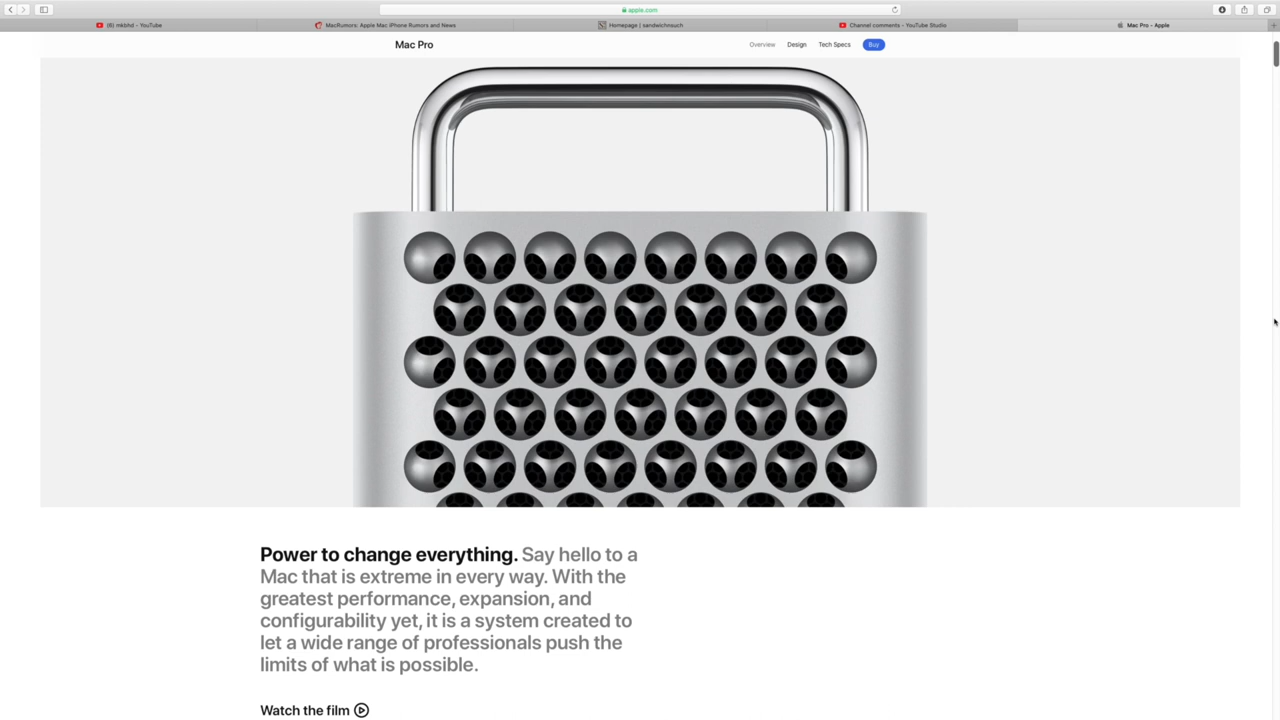 apple.com
(6) mkbhd - YouTube
MacRumors: Apple Mac iPhone Rumors and News
Homepage | sandwichnsuch
Channel comments - YouTube Studio
Mac Pro - Apple
Mac Pro
Overview Design Tech Specs Buy
Power to change everything. Say hello to a
Mac that is extreme in every way. With the
greatest performance, expansion, and
configurability yet, it is a system created to
let a wide range of professionals push the
limits of what is possible.
Watch the film